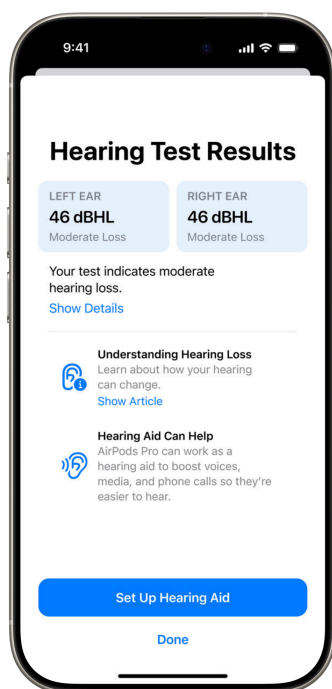 9:41
Hearing Test Results
LEFT EAR
46 dBHL
Moderate Loss
RIGHT EAR
46 dBHL
Moderate Loss
Your test indicates moderate
hearing loss.
Show Details
Understanding Hearing Loss
Learn about how your hearing
can change.
Show Article
Hearing Aid Can Help
AirPods Pro can work as a
hearing aid to boost voices,
media, and phone calls so they're
easier to hear.
Set Up Hearing Aid
Done